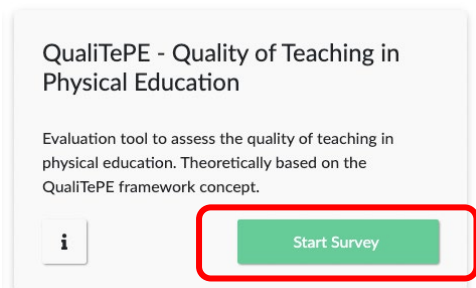 QualiTePE - Quality of Teaching in
Physical Education
Evaluation tool to assess the quality of teaching in
physical education. Theoretically based on the
QualiTePE framework concept.
i
Start Survey